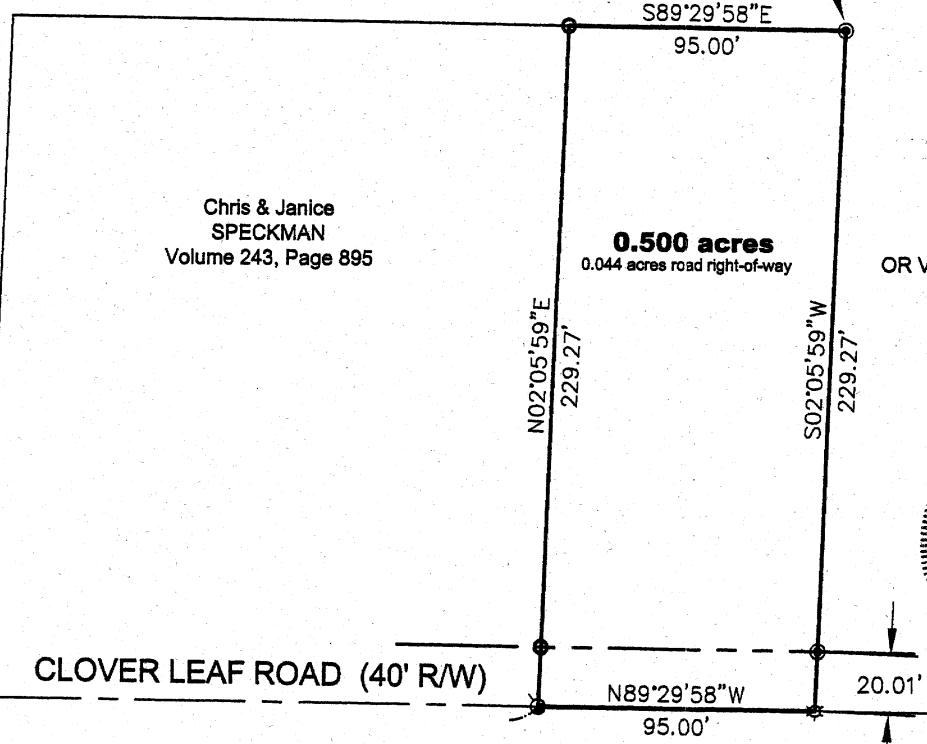 S89°29'58"E
95.00'
Chris & Janice
SPECKMAN
Volume 243, Page 895
0.500 acres
0.044 acres road right-of-way
OR V
N02°05'59"E
229.27'
S02°05'59"W
229.27'
CLOVER LEAF ROAD (40' R/W)
N89°29'58"W
95.00'
20.01'